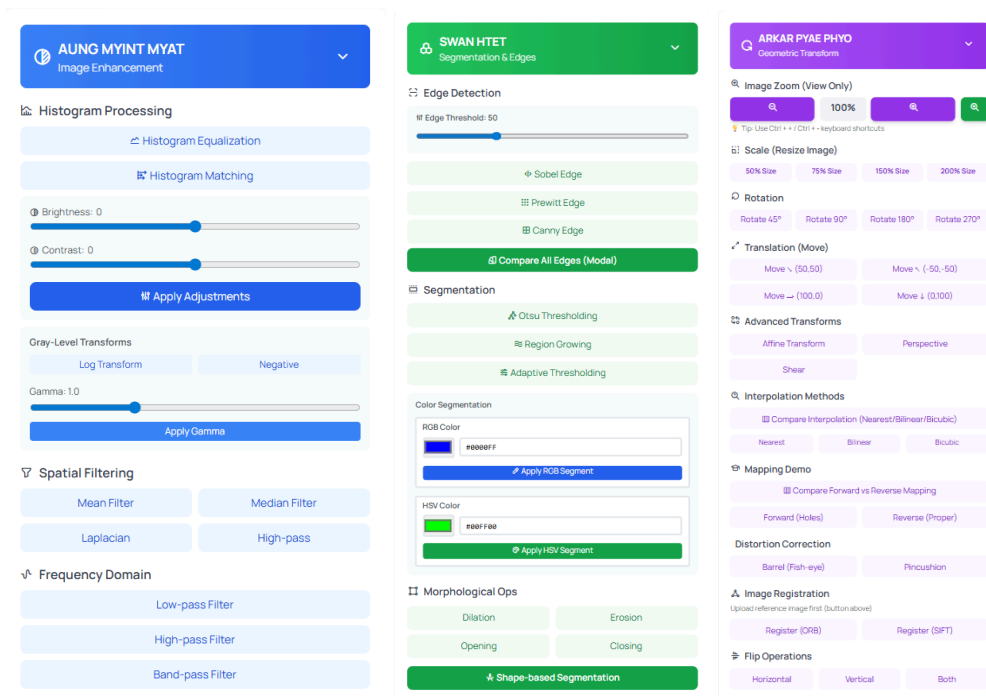 AUNG MYINT MYAT
Image Enhancement
Histogram Processing
Histogram Equalization
Histogram Matching
Brightness: 0
Contrast: 0
Apply Adjustments
Gray-Level Transforms
Log Transform
Negative
Gamma: 1.0
Apply Gamma
Spatial Filtering
Mean Filter
Median Filter
Laplacian
High-pass
Frequency Domain
Low-pass Filter
High-pass Filter
Band-pass Filter
SWAN HTET
Segmentation & Edges
Edge Detection
Edge Threshold: 50
Sobel Edge
Prewitt Edge
Canny Edge
Compare All Edges (Modal)
Segmentation
Otsu Thresholding
Region Growing
Adaptive Thresholding
Color Segmentation
RGB Color
#0000FF
Apply RGB Segment
HSV Color
#00FF00
Apply HSV Segment
Morphological Ops
Dilation
Erosion
Opening
Closing
Shape-based Segmentation
ARKAR PYAE PHYO
Geometric Transform
Image Zoom (View Only)
100%
Tip: Use Ctrl + + / Ctrl + - keyboard shortcuts
Scale (Resize Image)
50% Size
75% Size
150% Size
200% Size
Rotation
Rotate 45°
Rotate 90°
Rotate 180°
Rotate 270°
Translation (Move)
Move ↘ (50,50)
Move ↖ (-50,-50)
Move → (100,0)
Move ↓ (0,100)
Advanced Transforms
Affine Transform
Perspective
Shear
Interpolation Methods
Compare Interpolation (Nearest/Bilinear/Bicubic)
Nearest
Bilinear
Bicubic
Mapping Demo
Compare Forward vs Reverse Mapping
Forward (Holes)
Reverse (Proper)
Distortion Correction
Barrel (Fish-eye)
Pincushion
Image Registration
Upload reference image first (button above)
Register (ORB)
Register (SIFT)
Flip Operations
Horizontal
Vertical
Both